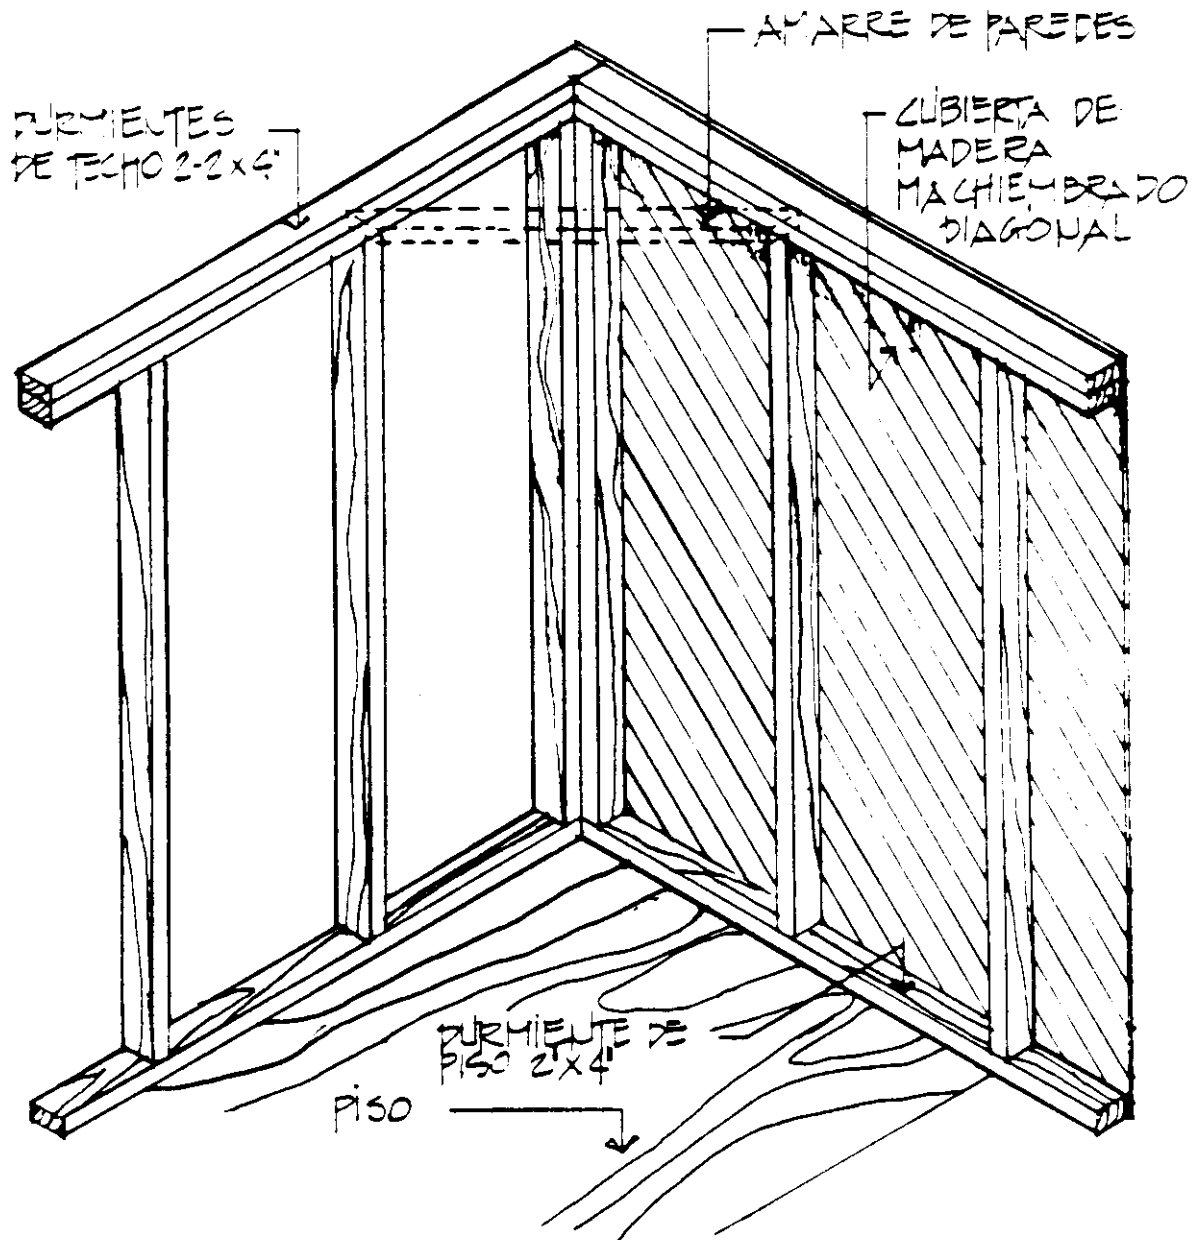 AMARRE DE PAREDES
DURMIENTES
DE TECHO 2-2x4"
CUBIERTA DE
MADERA
MACHIEMBRADO
DIAGONAL
DURMIENTE DE
PISO 2"x4"
PISO